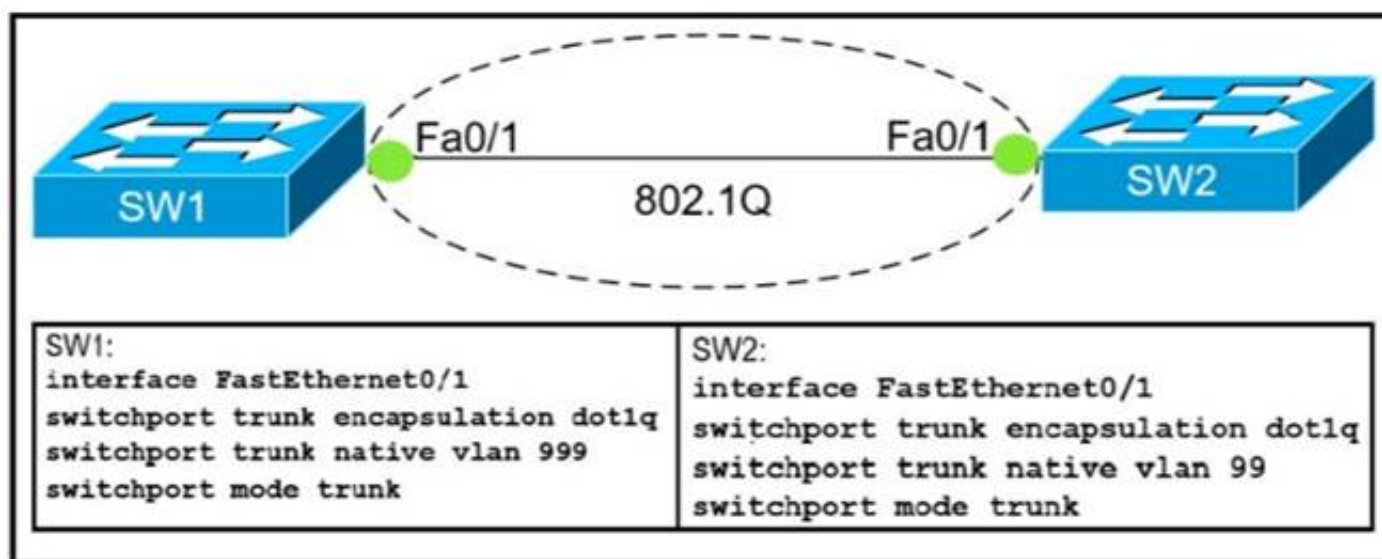 Fa0/1
Fa0/1
SW1
802.1Q
SW2
SW1:
interface FastEthernet0/1
switchport trunk encapsulation dot1q
switchport trunk native vlan 999
switchport mode trunk
SW2:
interface FastEthernet0/1
switchport trunk encapsulation dot1q
switchport trunk native vlan 99
switchport mode trunk